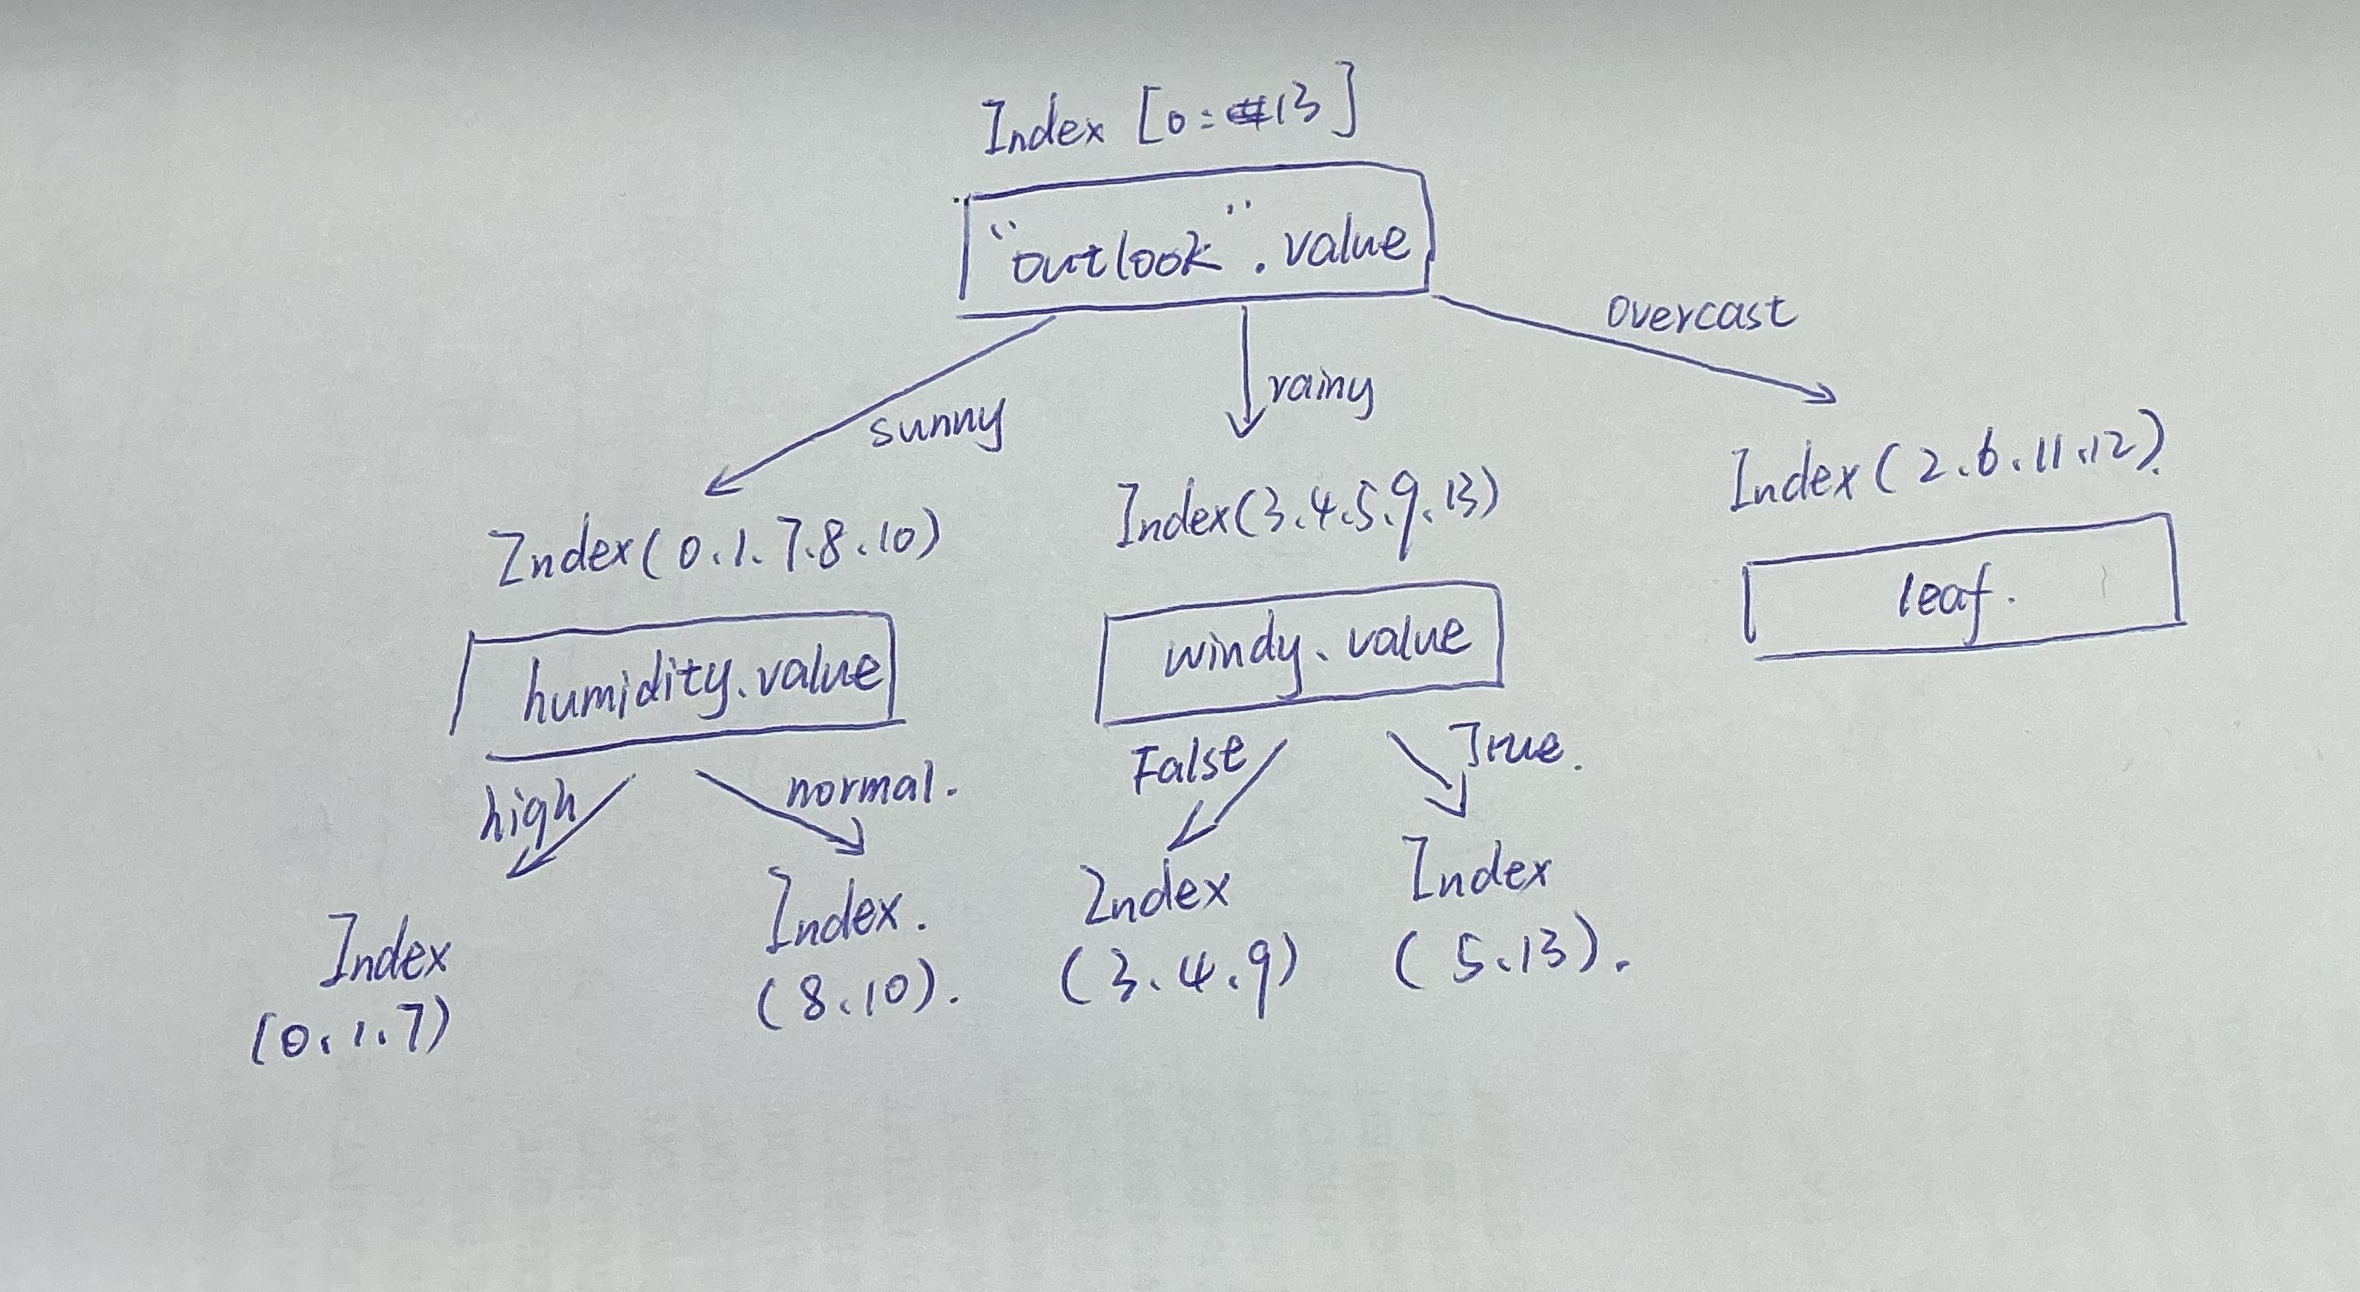 Index [0: 13]
"outlook".value
sunny
rainy
overcast
Index(0.1.7.8.10)
Index(3.4.5.9.13)
Index(2.6.11.12).
humidity.value
windy.value
leaf.
high
normal.
False
True.
Index
(0.1.7)
Index.
(8.10).
Index
(3.4.9)
Index
(5.13).